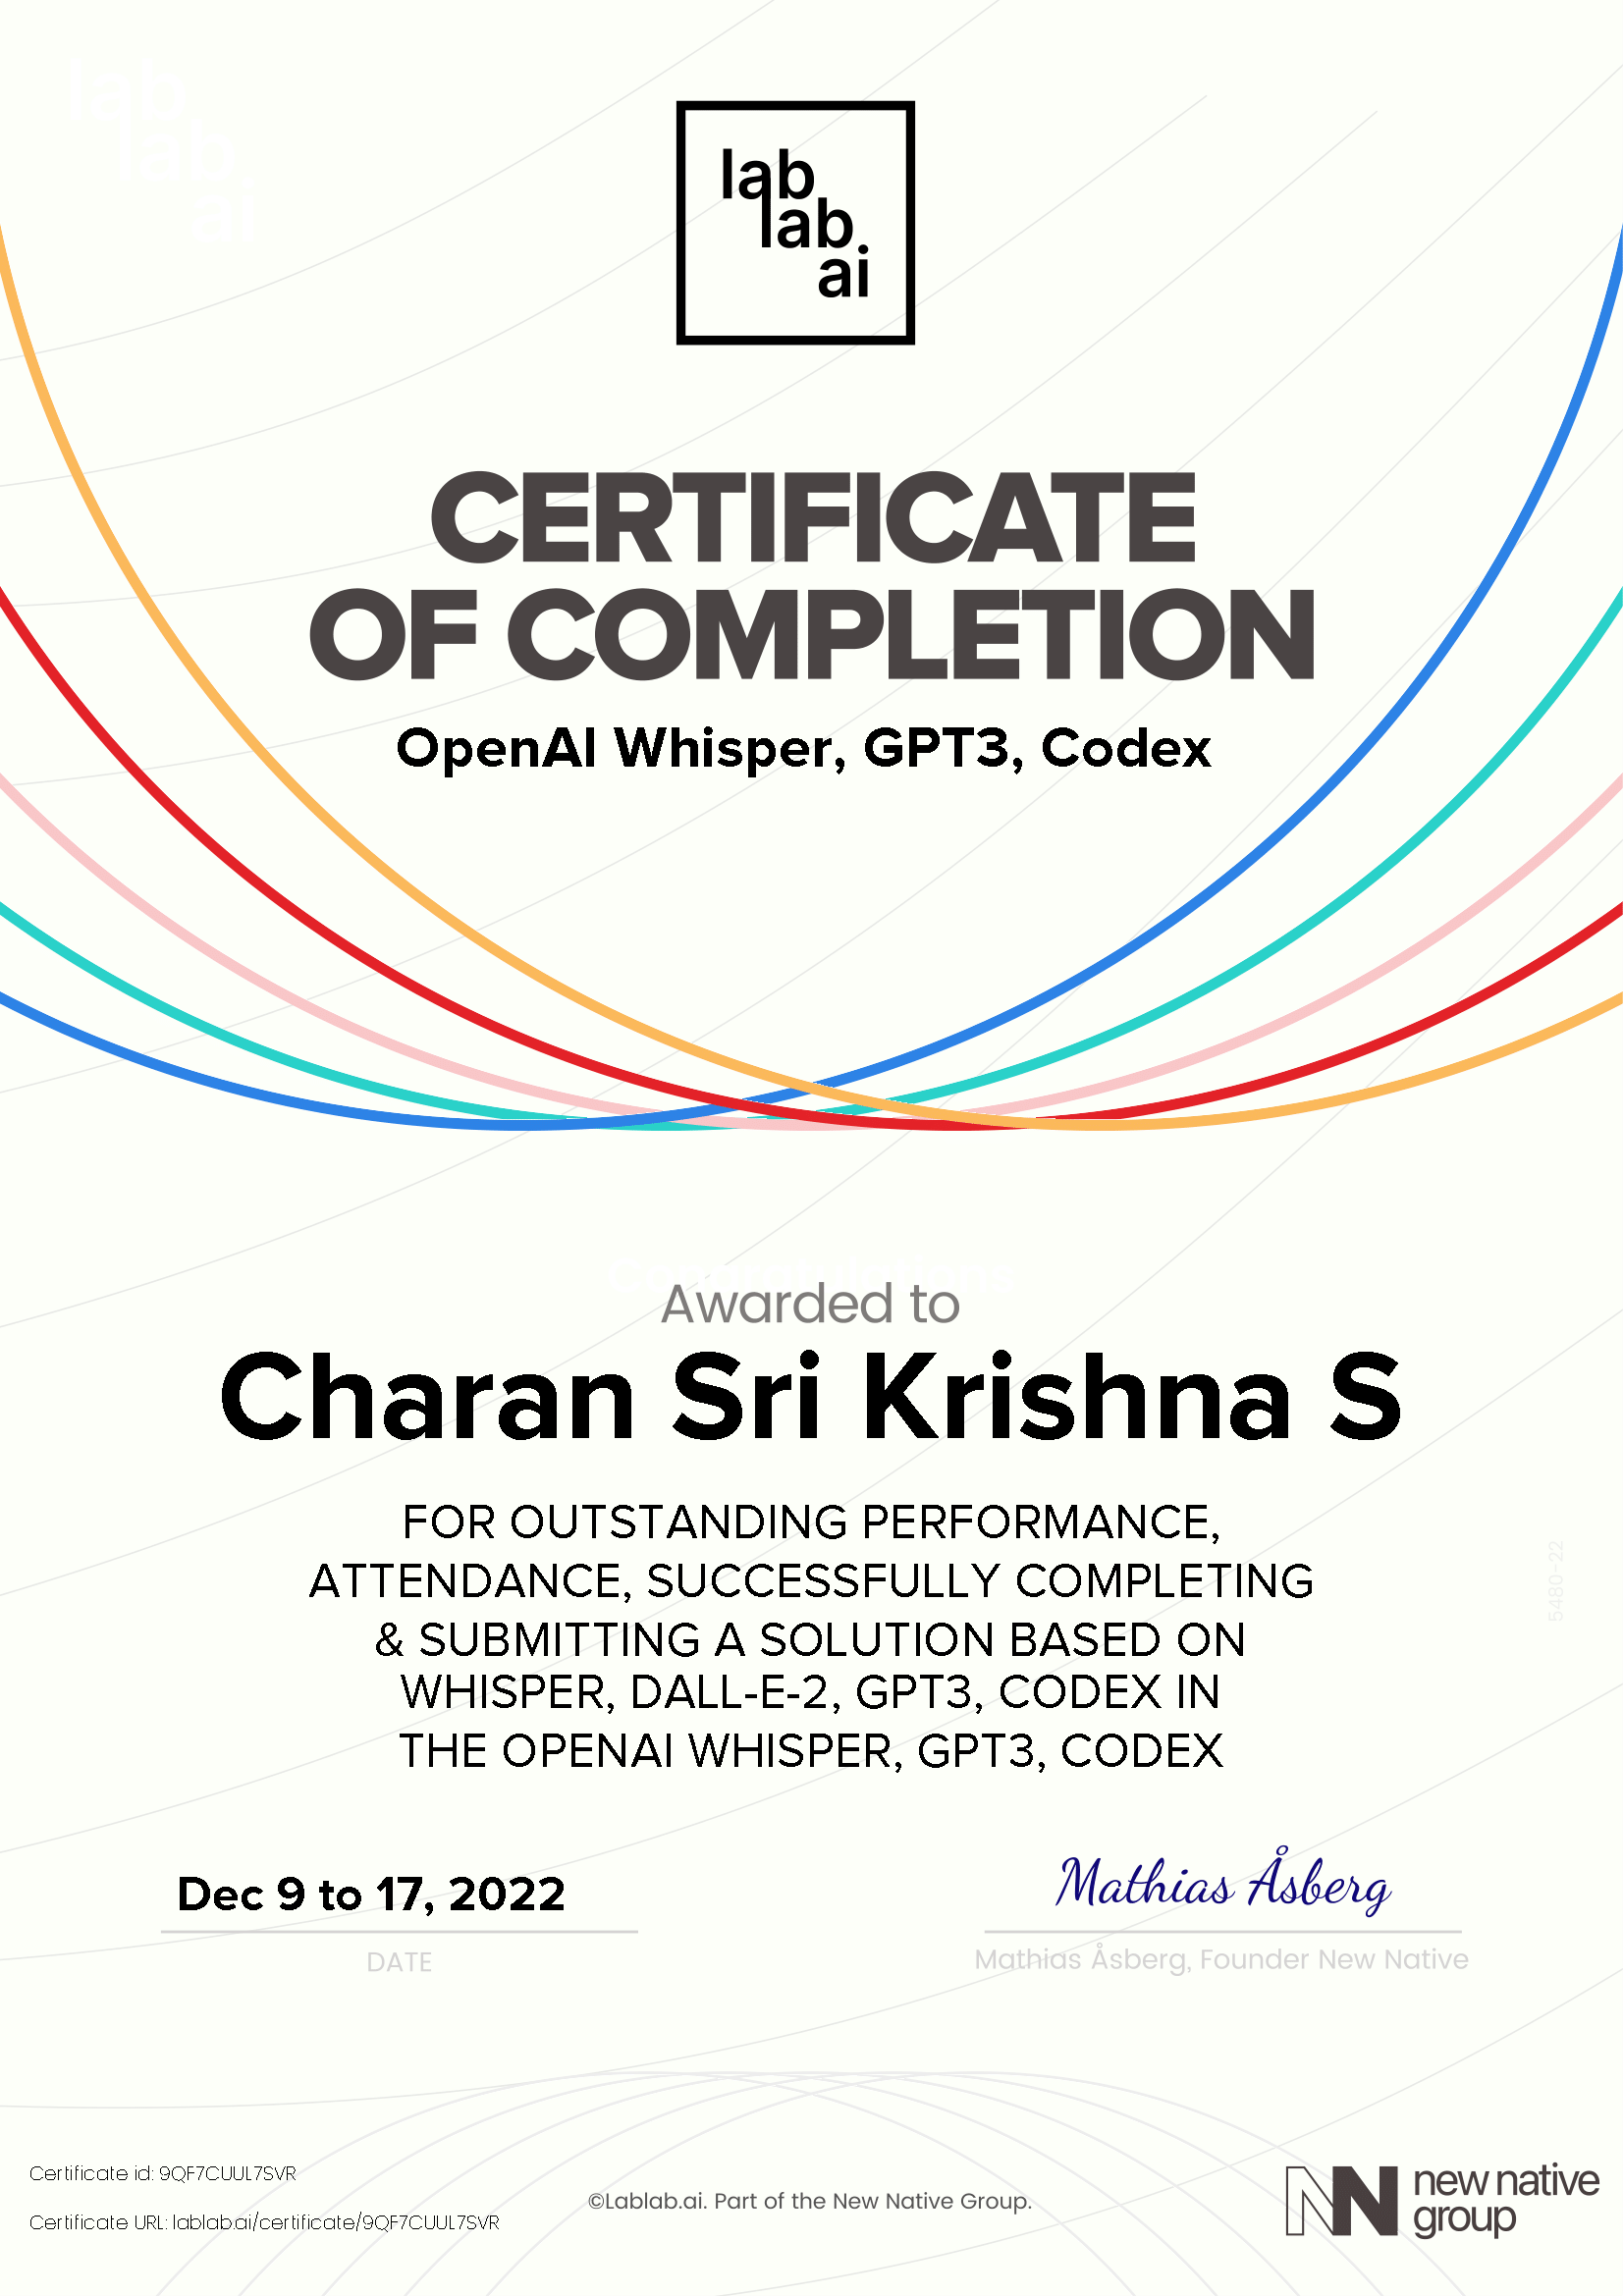 lab
lab
ai
lab
lab.
ai
CERTIFICATE
OF COMPLETION
OpenAI Whisper, GPT3, Codex
Awarded to
Charan Sri Krishna S
FOR OUTSTANDING PERFORMANCE,
ATTENDANCE, SUCCESSFULLY COMPLETING
& SUBMITTING A SOLUTION BASED ON
WHISPER, DALL-E-2, GPT3, CODEX IN
THE OPENAI WHISPER, GPT3, CODEX
5480-22
Dec 9 to 17, 2022
DATE
Mathias Åsberg
Mathias Åsberg, Founder New Native
Certificate id: 9QF7CUUL7SVR
Certificate URL: lablab.ai/certificate/9QF7CUUL7SVR
©Lablab.ai. Part of the New Native Group.
new native
group